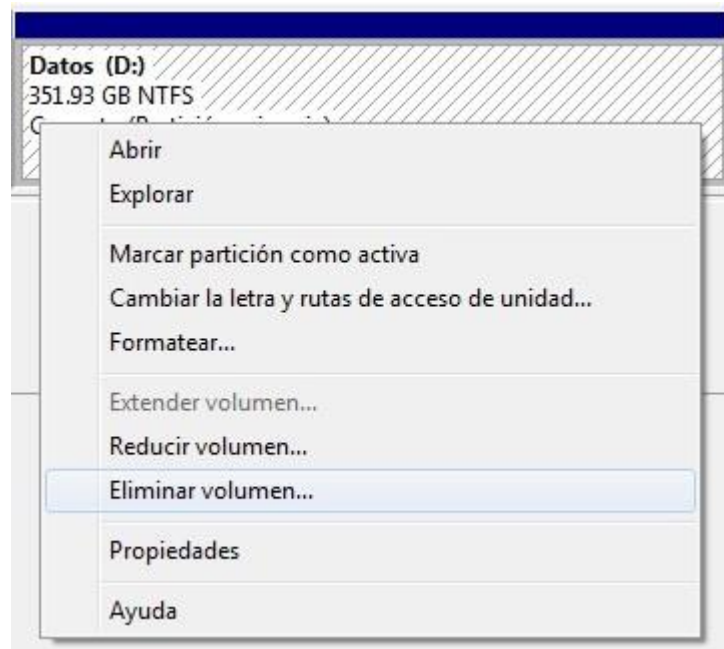 Datos (D:)
351.93 GB NTFS
Abrir
Explorar
Marcar partición como activa
Cambiar la letra y rutas de acceso de unidad...
Formatear...
Extender volumen...
Reducir volumen...
Eliminar volumen...
Propiedades
Ayuda